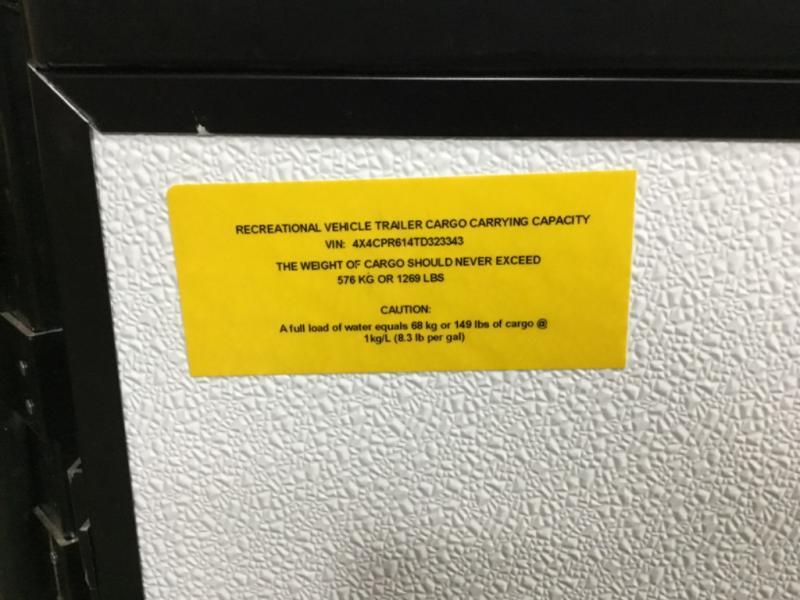 RECREATIONAL VEHICLE TRAILER CARGO CARRYING CAPACITY
VIN: 4X4CPR614TD323343
THE WEIGHT OF CARGO SHOULD NEVER EXCEED
576 KG OR 1269 LBS
CAUTION:
A full load of water equals 68 kg or 149 lbs of cargo @
1kg/L (8.3 lb per gal)